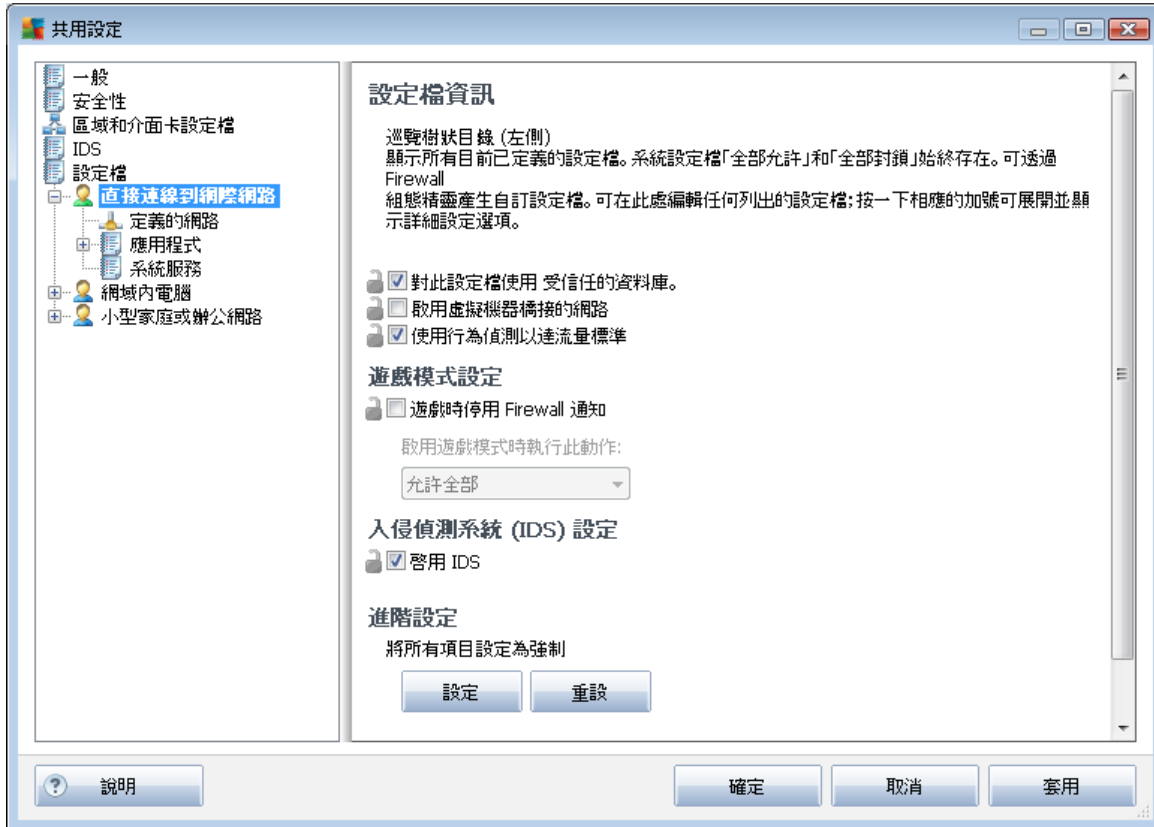 共用設定
一般
安全性
區域和介面卡設定檔
IDS
設定檔
直接連線到網際網路
定義的網路
應用程式
系統服務
網域內電腦
小型家庭或辦公網路
設定檔資訊
巡覽樹狀目錄 (左側)
顯示所有目前已定義的設定檔。系統設定檔「全部允許」和「全部封鎖」始終存在。可透過
Firewall
組態精靈產生自訂設定檔。可在此處編輯任何列出的設定檔;按一下相應的加號可展開並顯
示詳細設定選項。
對此設定檔使用 受信任的資料庫。
啟用虛擬機器橋接的網路
使用行為偵測以達流量標準
遊戲模式設定
遊戲時停用 Firewall 通知
啟用遊戲模式時執行此動作:
允許全部
入侵偵測系統 (IDS) 設定
啓用 IDS
進階設定
將所有項目設定為強制
設定
重設
說明
確定
取消
套用